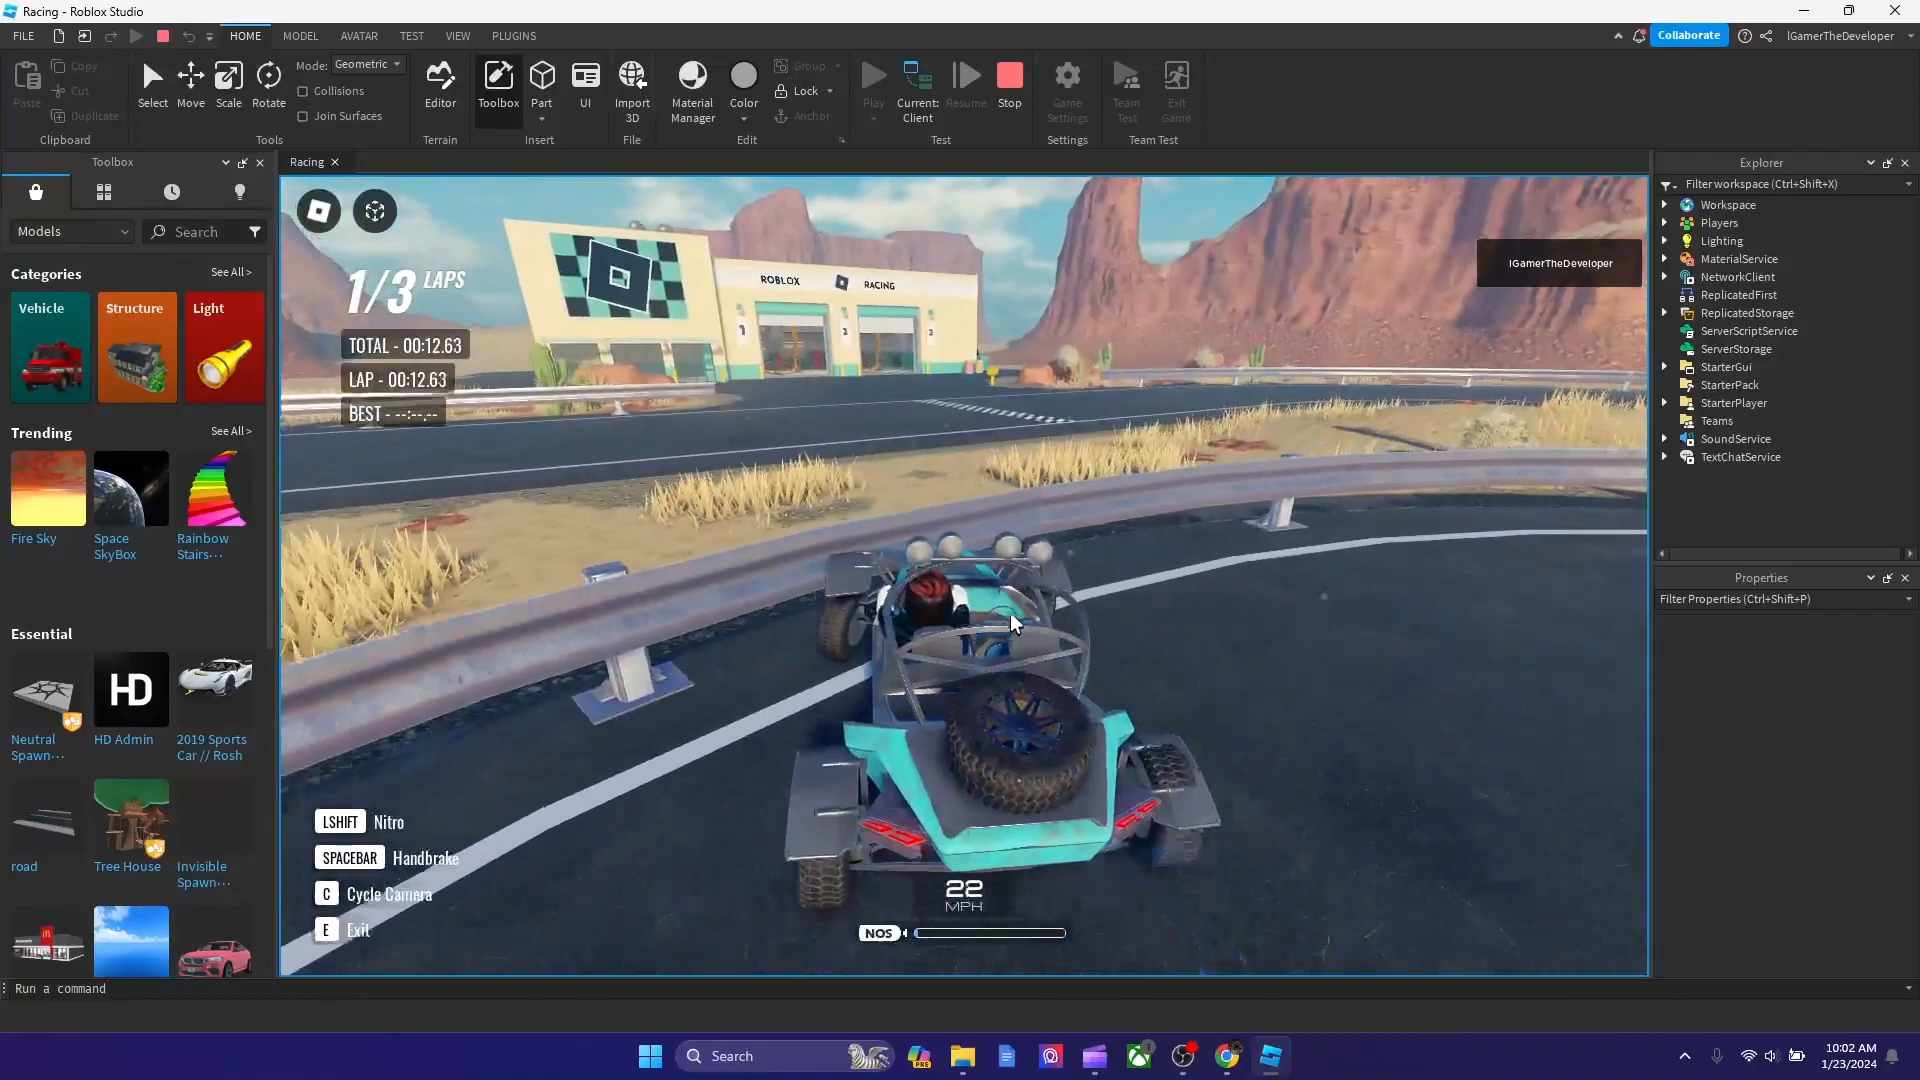 Racing - Roblox Studio
FILE
HOME
MODEL
AVATAR
TEST
VIEW
PLUGINS
Collaborate
IGamerTheDeveloper
Paste
Copy
Cut
Duplicate
Clipboard
Select
Move
Scale
Rotate
Mode:
Geometric
Collisions
Join Surfaces
Tools
Editor
Terrain
Toolbox
Part
UI
Insert
Import
3D
File
Material
Manager
Color
Group
Lock
Anchor
Edit
Play
Current:
Client
Resume
Stop
Test
Game
Settings
Settings
Team
Test
Exit
Game
Team Test
Toolbox
Models
Search
Categories
See All >
Vehicle
Structure
Light
Trending
See All >
Fire Sky
Space
SkyBox
Rainbow
Stairs...
Essential
HD
Neutral
Spawn...
HD Admin
2019 Sports
Car // Rosh
road
Tree House
Invisible
Spawn...
Racing
1/3 LAPS
TOTAL - 00:12.63
LAP - 00:12.63
BEST - --:--.--
ROBLOX RACING
1
2
3
IGamerTheDeveloper
LSHIFT Nitro
SPACEBAR Handbrake
C Cycle Camera
E Exit
22
MPH
NOS
Explorer
Filter workspace (Ctrl+Shift+X)
Workspace
Players
Lighting
MaterialService
NetworkClient
ReplicatedFirst
ReplicatedStorage
ServerScriptService
ServerStorage
StarterGui
StarterPack
StarterPlayer
Teams
SoundService
TextChatService
Properties
Filter Properties (Ctrl+Shift+P)
Run a command
Search
PRE
1
10:02 AM
1/23/2024